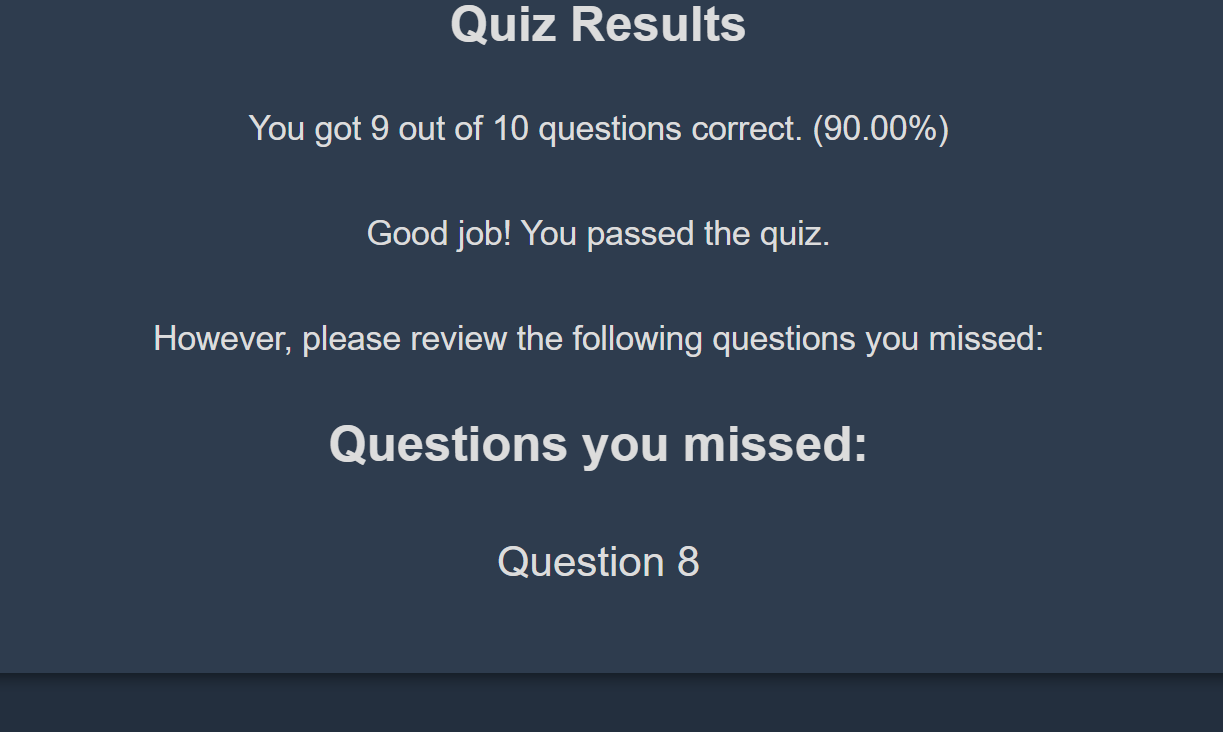 Quiz Results
You got 9 out of 10 questions correct. (90.00%)
Good job! You passed the quiz.
However, please review the following questions you missed:
Questions you missed:
Question 8